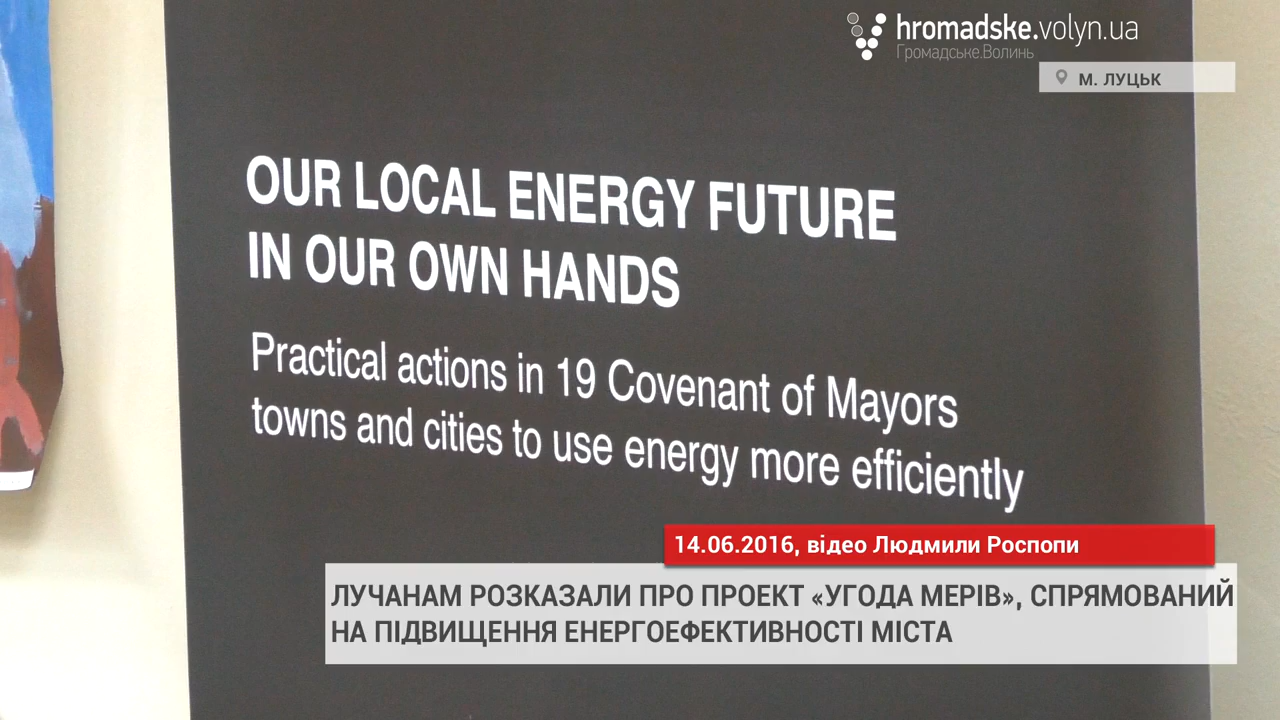 hromadske.volyn.ua
Громадське.Волинь
М. ЛУЦЬК
OUR LOCAL ENERGY FUTURE
IN OUR OWN HANDS
Practical actions in 19 Covenant of Mayors
towns and cities to use energy more efficiently
14.06.2016, відео Людмили Роспопи
ЛУЧАНАМ РОЗКАЗАЛИ ПРО ПРОЕКТ «УГОДА МЕРІВ», СПРЯМОВАНИЙ
НА ПІДВИЩЕННЯ ЕНЕРГОЕФЕКТИВНОСТІ МІСТА